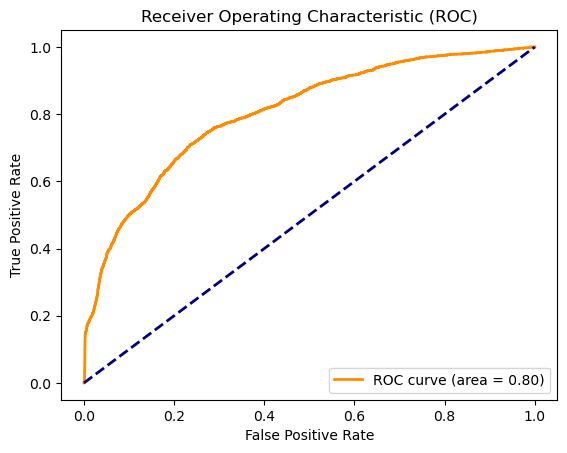 Receiver Operating Characteristic (ROC)
True Positive Rate
1.0
0.8
0.6
0.4
0.2
0.0
ROC curve (area = 0.80)
0.0 0.2 0.4 0.6 0.8 1.0
False Positive Rate